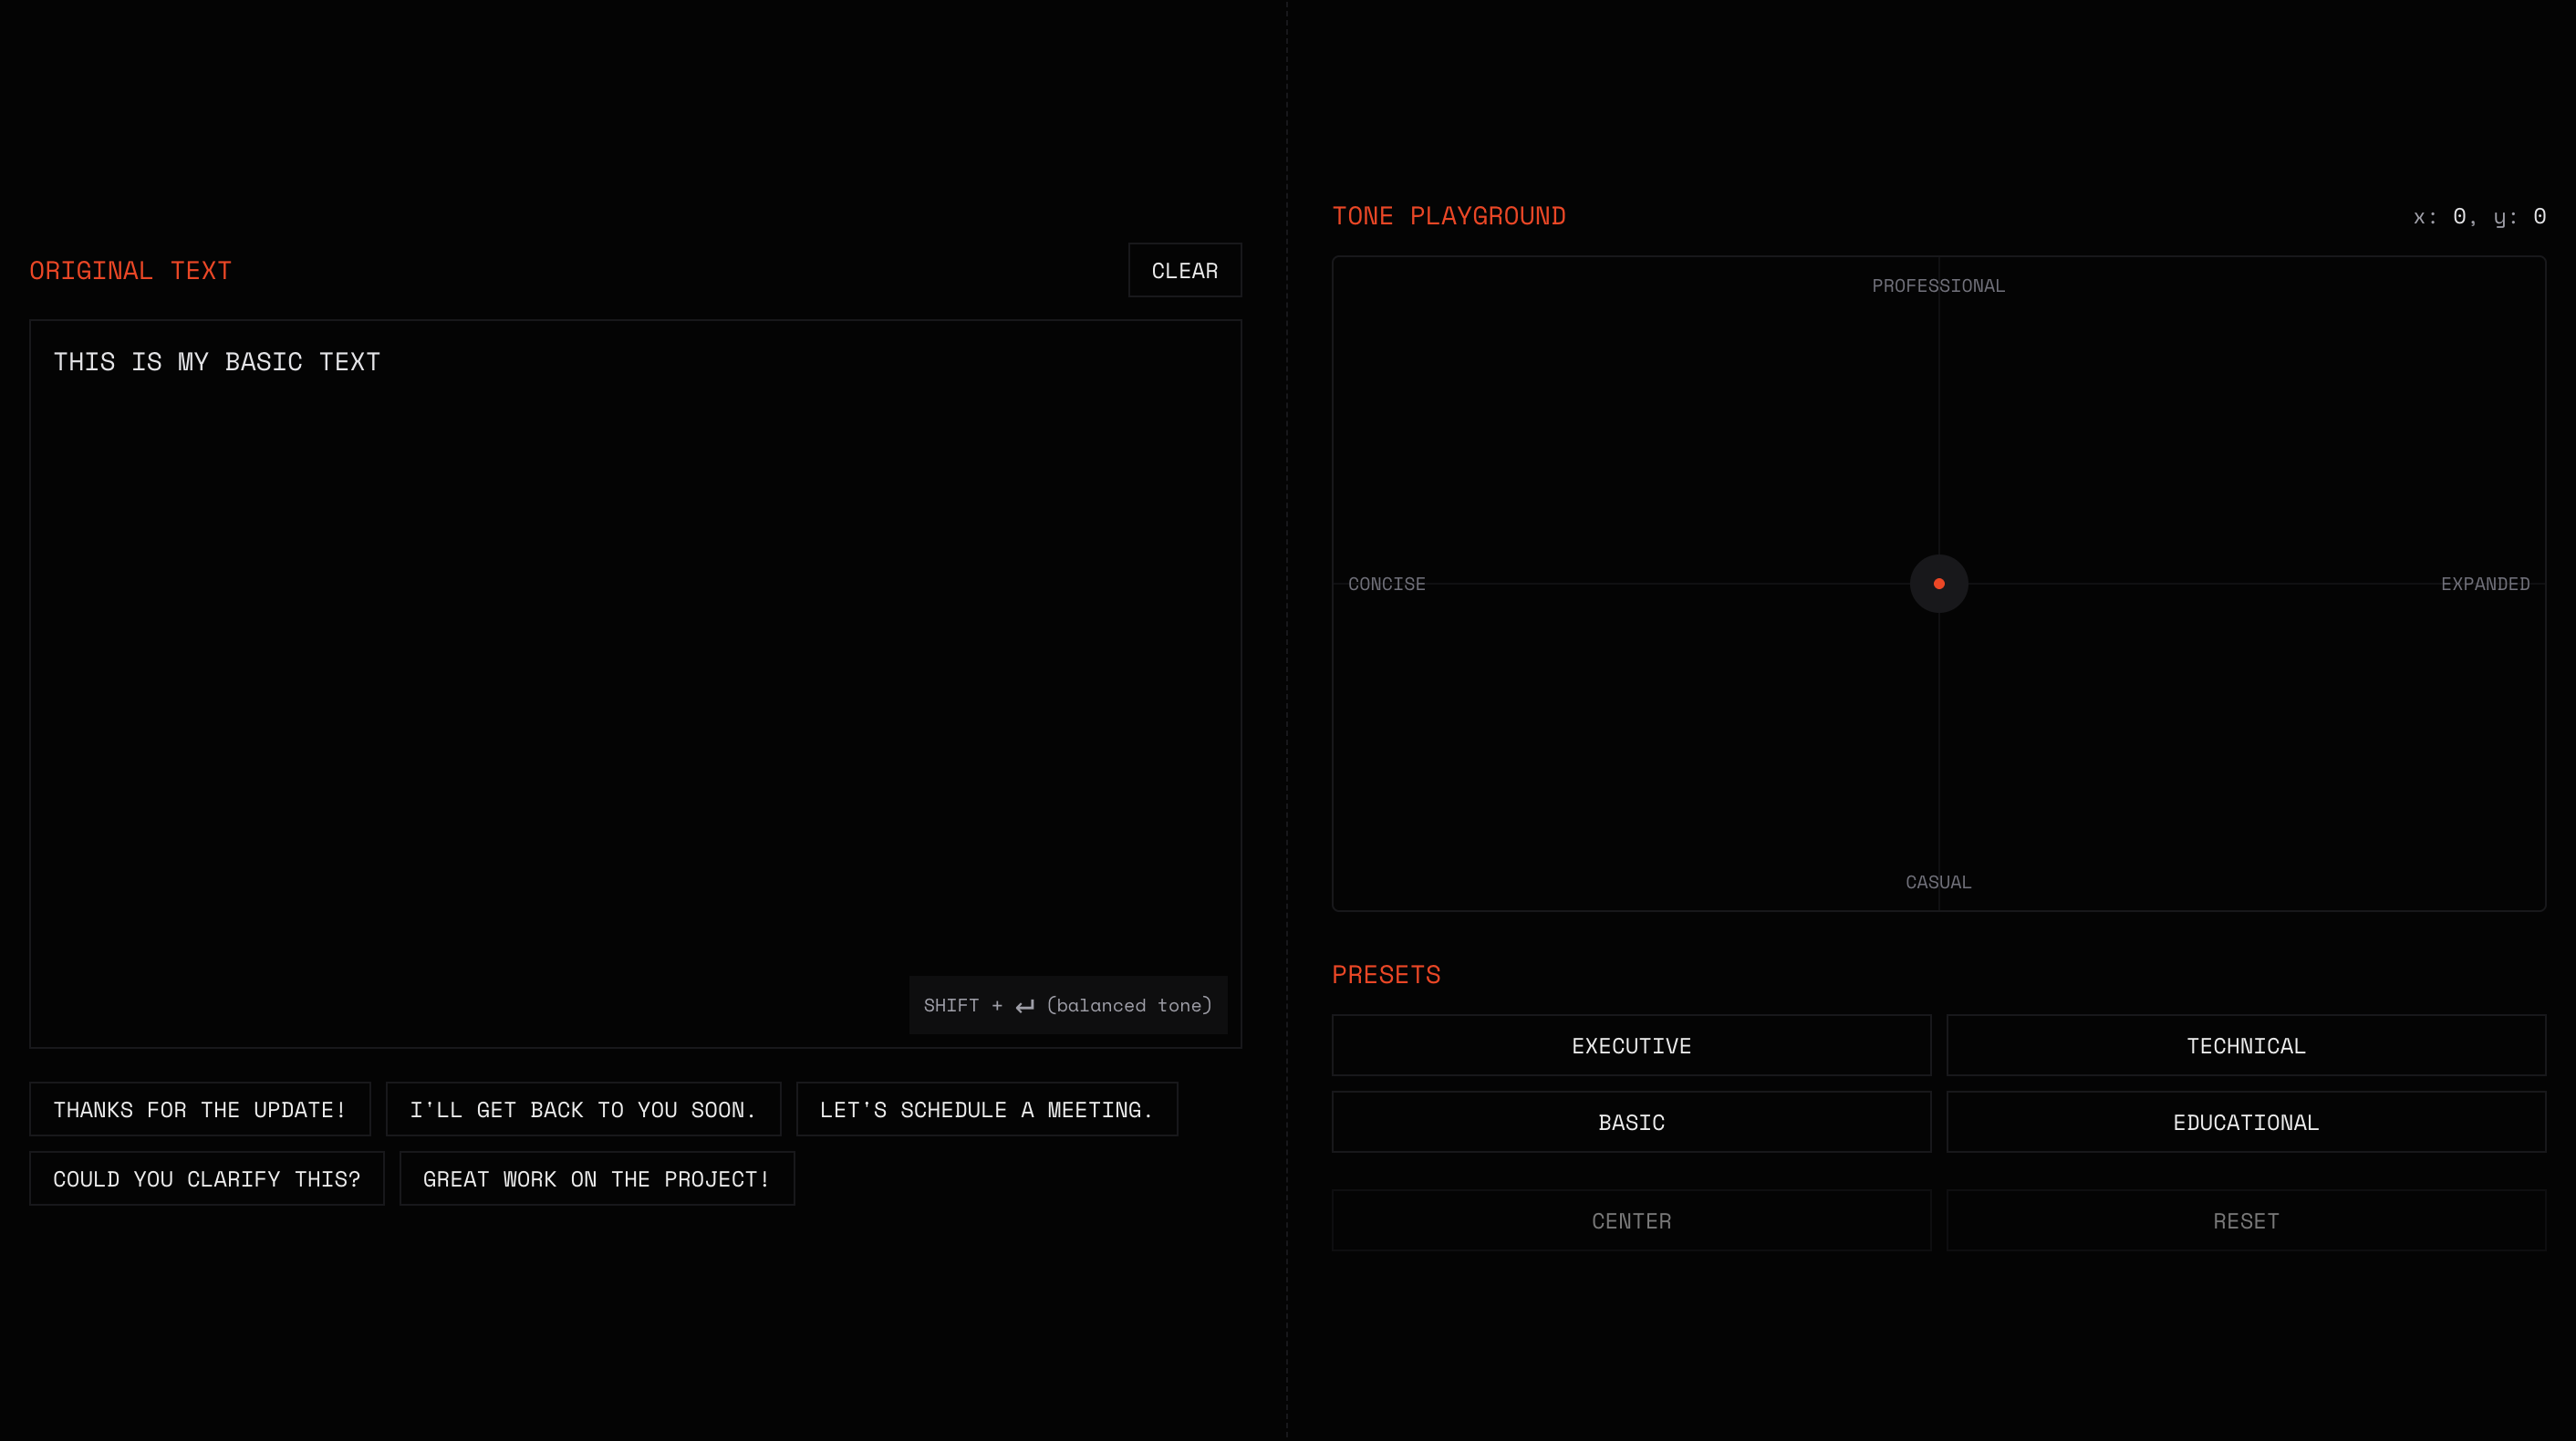 ORIGINAL TEXT
CLEAR
THIS IS MY BASIC TEXT
SHIFT + ↵ (balanced tone)
THANKS FOR THE UPDATE!
I'LL GET BACK TO YOU SOON.
LET'S SCHEDULE A MEETING.
COULD YOU CLARIFY THIS?
GREAT WORK ON THE PROJECT!
TONE PLAYGROUND
x: 0, y: 0
PROFESSIONAL
CONCISE
EXPANDED
CASUAL
PRESETS
EXECUTIVE
TECHNICAL
BASIC
EDUCATIONAL
CENTER
RESET